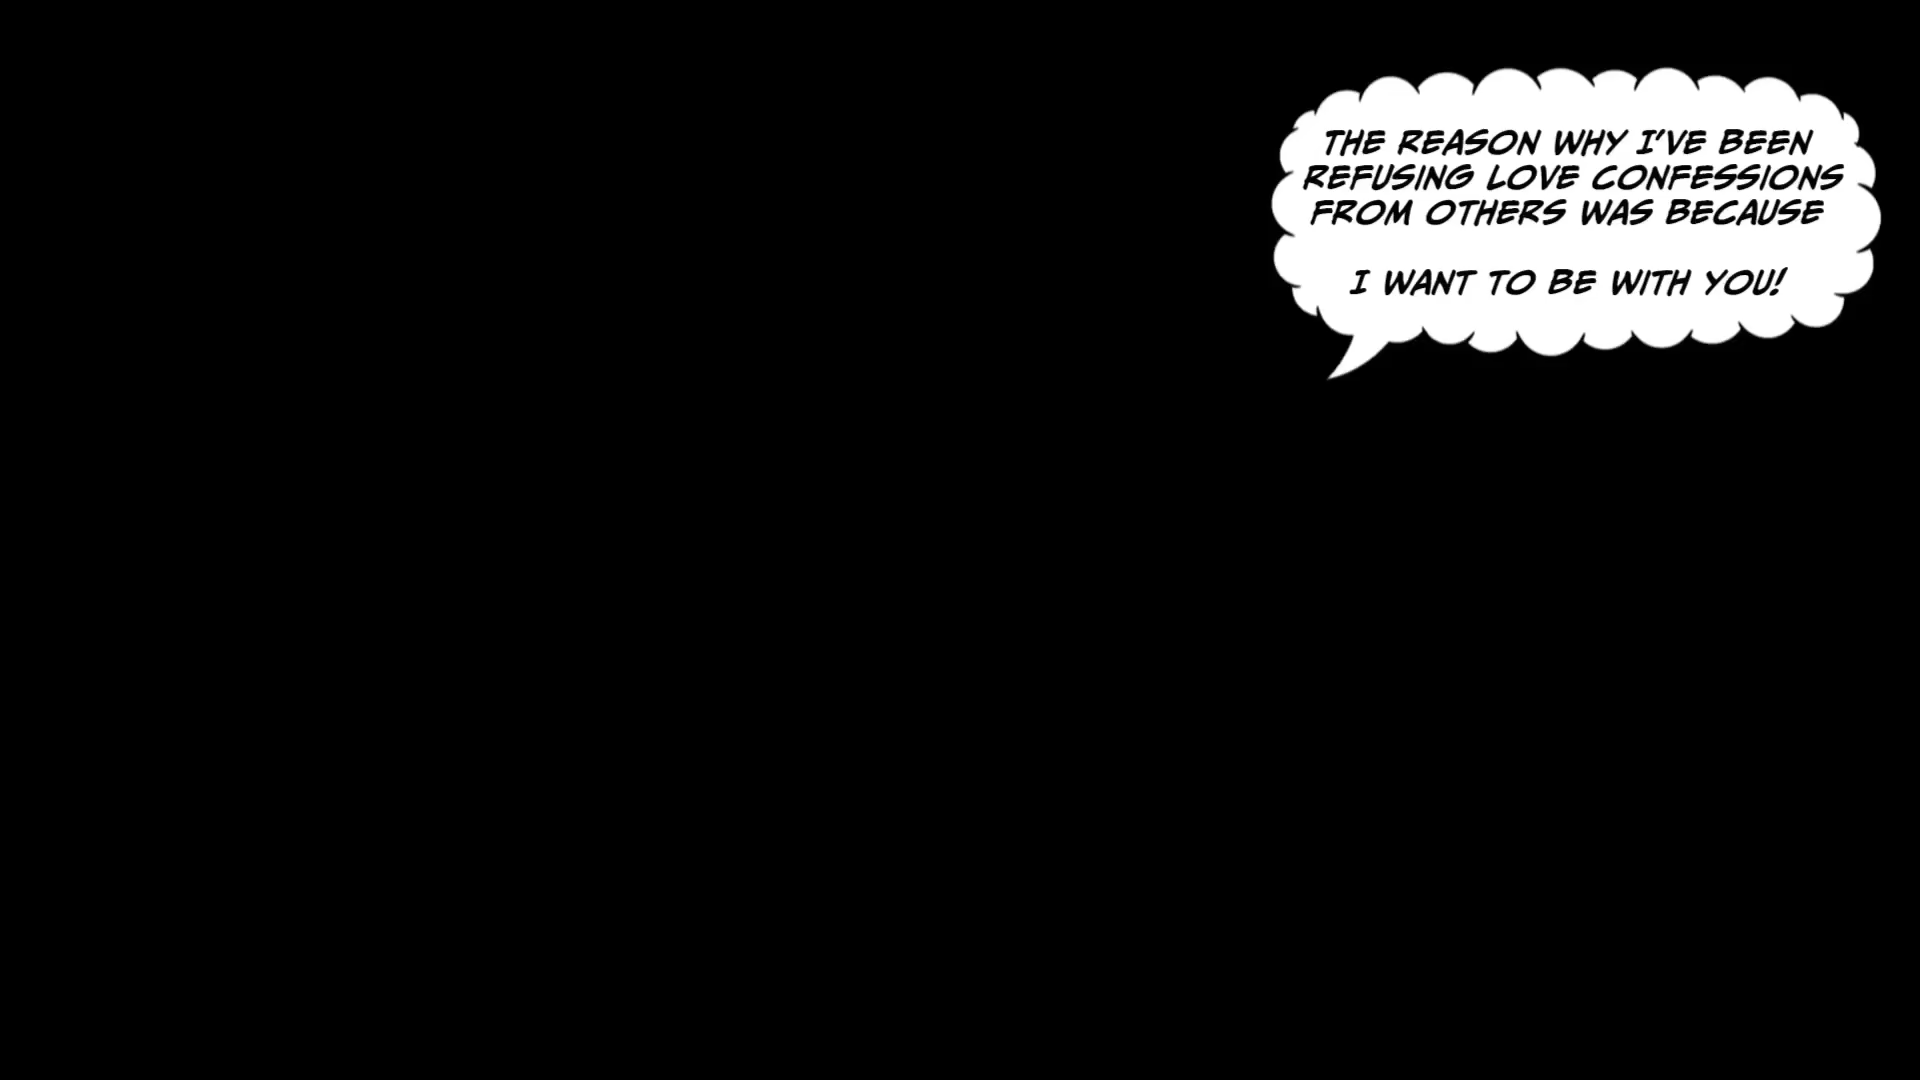 THE REASON WHY I'VE BEEN
REFUSING LOVE CONFESSIONS
FROM OTHERS WAS BECAUSE
I WANT TO BE WITH YOU!